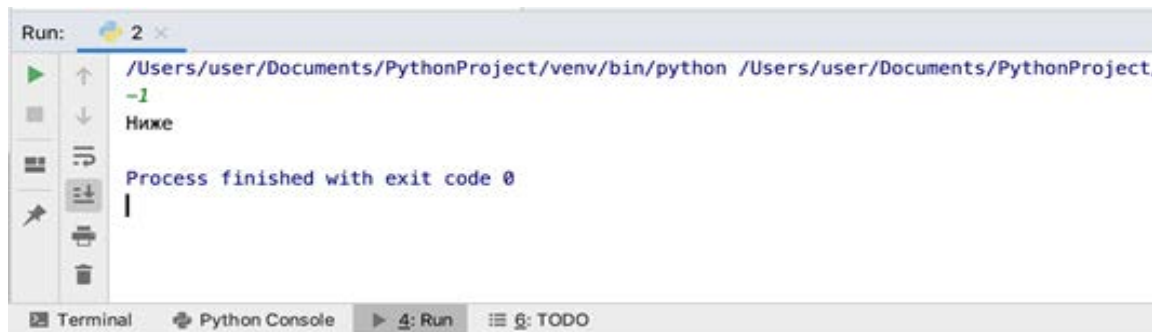 Run: 2
/Users/user/Documents/PythonProject/venv/bin/python /Users/user/Documents/PythonProject/
-1
Ниже
Process finished with exit code 0
Terminal Python Console 4: Run 6: TODO